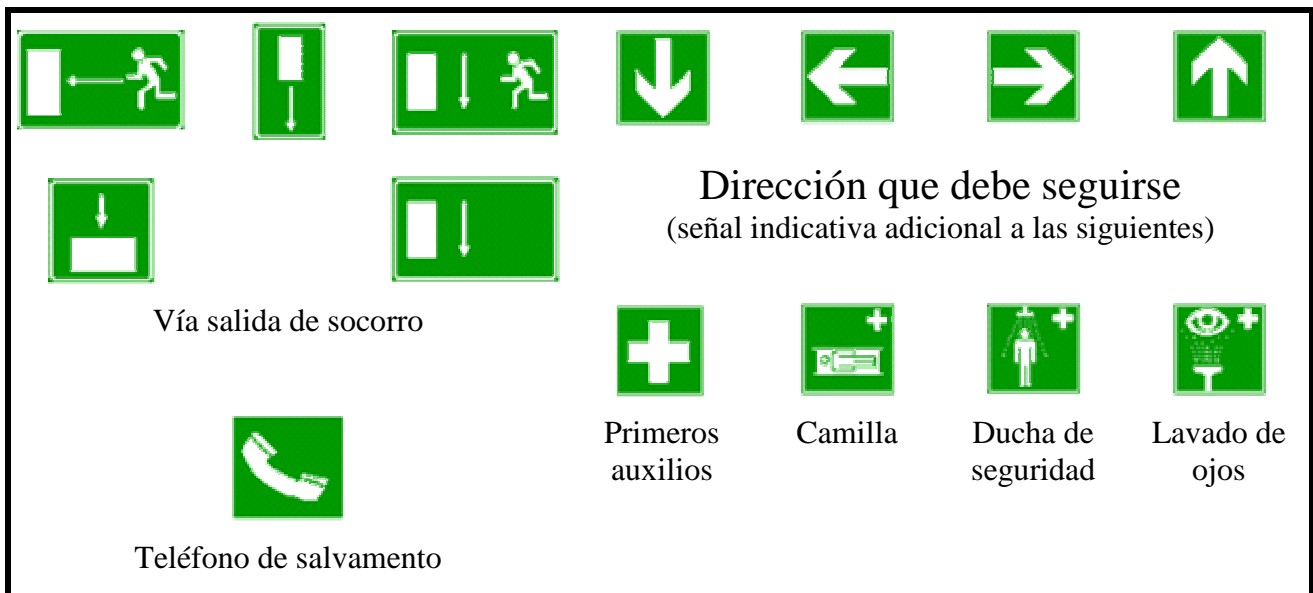 Dirección que debe seguirse
(señal indicativa adicional a las siguientes)
Vía salida de socorro
Primeros
auxilios
Camilla
Ducha de
seguridad
Lavado de
ojos
Teléfono de salvamento